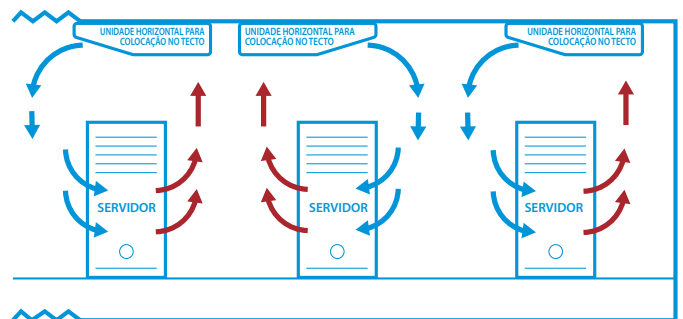 UNIDADE HORIZONTAL PARA
COLOCAÇÃO NO TECTO
UNIDADE HORIZONTAL PARA
COLOCAÇÃO NO TECTO
UNIDADE HORIZONTAL PARA
COLOCAÇÃO NO TECTO
SERVIDOR
SERVIDOR
SERVIDOR